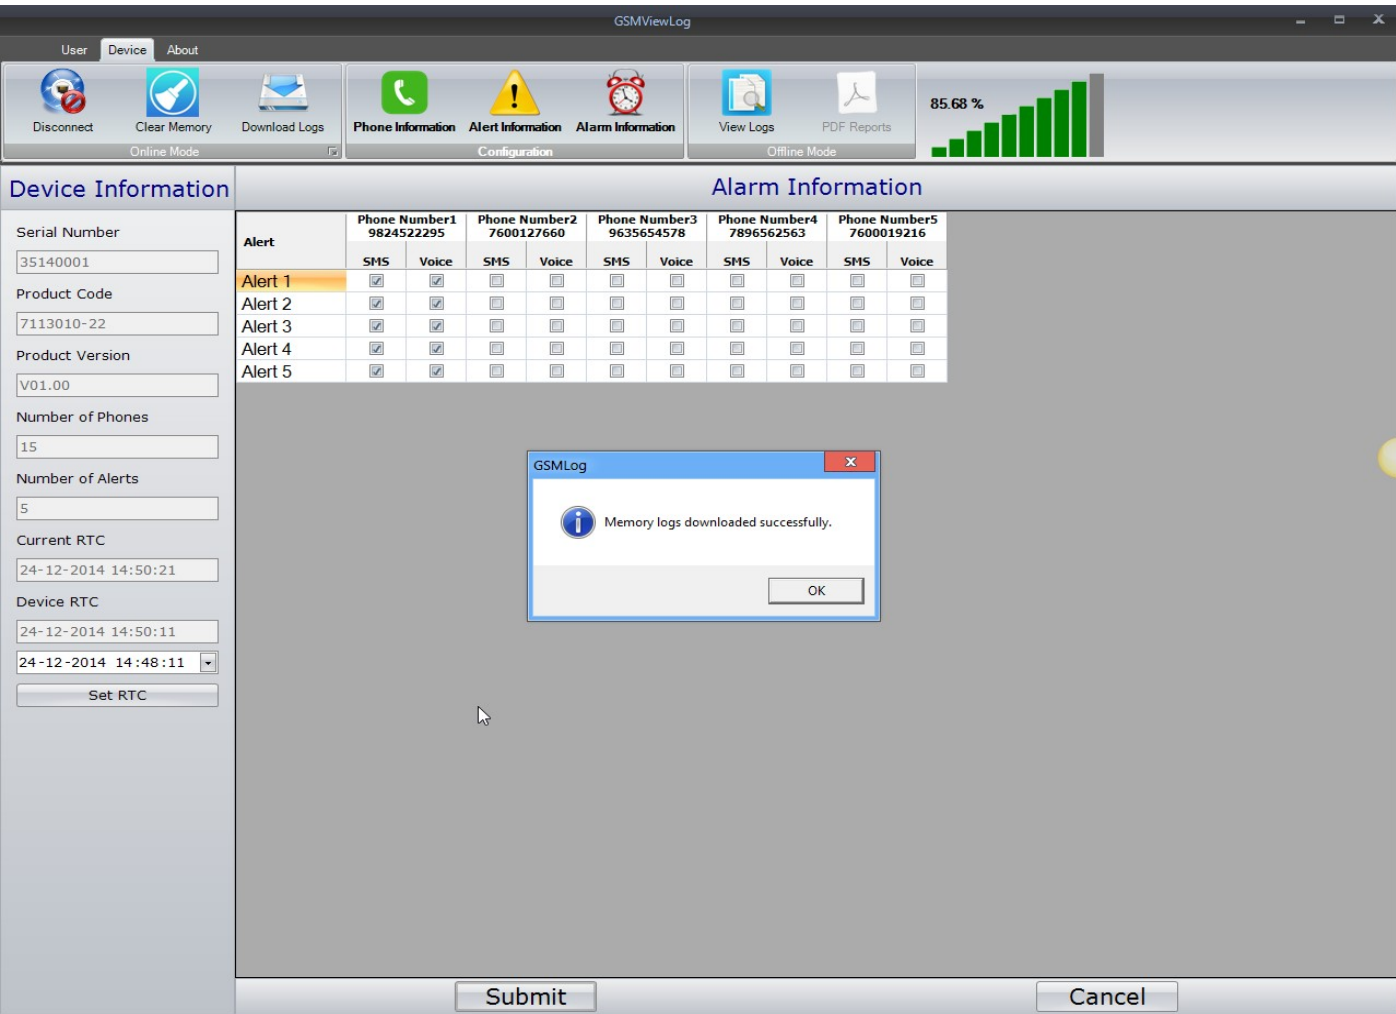 GSMViewLog
User Device About
Disconnect Clear Memory Download Logs Phone Information Alert Information Alarm Information View Logs PDF Reports 85.68 %
Online Mode Configuration Offline Mode
Device Information
Serial Number
35140001
Product Code
7113010-22
Product Version
V01.00
Number of Phones
15
Number of Alerts
5
Current RTC
24-12-2014 14:50:21
Device RTC
24-12-2014 14:50:11
24-12-2014 14:48:11
Set RTC
Alarm Information
Alert Phone Number1 Phone Number2 Phone Number3 Phone Number4 Phone Number5
9824522295 7600127660 9635654578 7896562563 7600019216
SMS Voice SMS Voice SMS Voice SMS Voice SMS Voice
Alert 1
Alert 2
Alert 3
Alert 4
Alert 5
GSMLog
Memory logs downloaded successfully.
OK
Submit Cancel